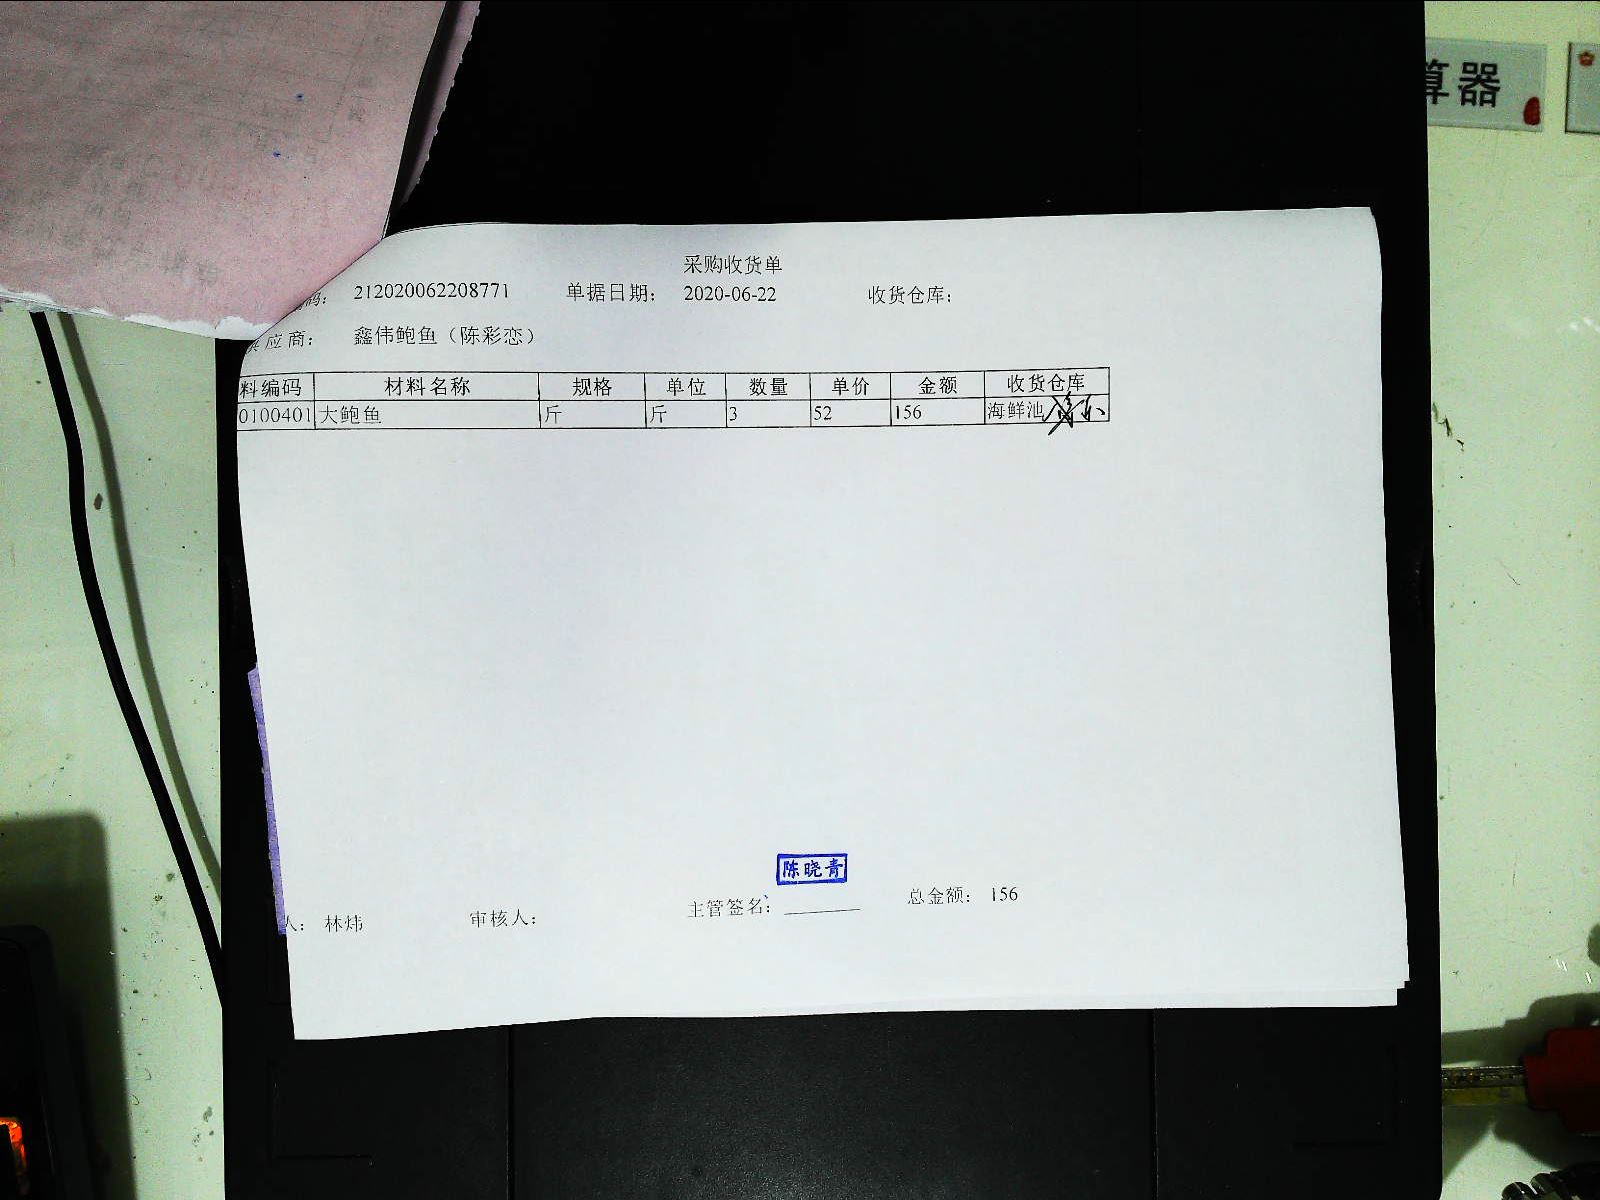 算器
采购收货单
码： 212020062208771 单据日期： 2020-06-22 收货仓库：
供应商： 鑫伟鲍鱼（陈彩恋）
料编码 材料名称 规格 单位 数量 单价 金额 收货仓库
0100401 大鲍鱼 斤 斤 3 52 156 海鲜池
陈晓青
人： 林炜 审核人： 主管签名： 总金额： 156